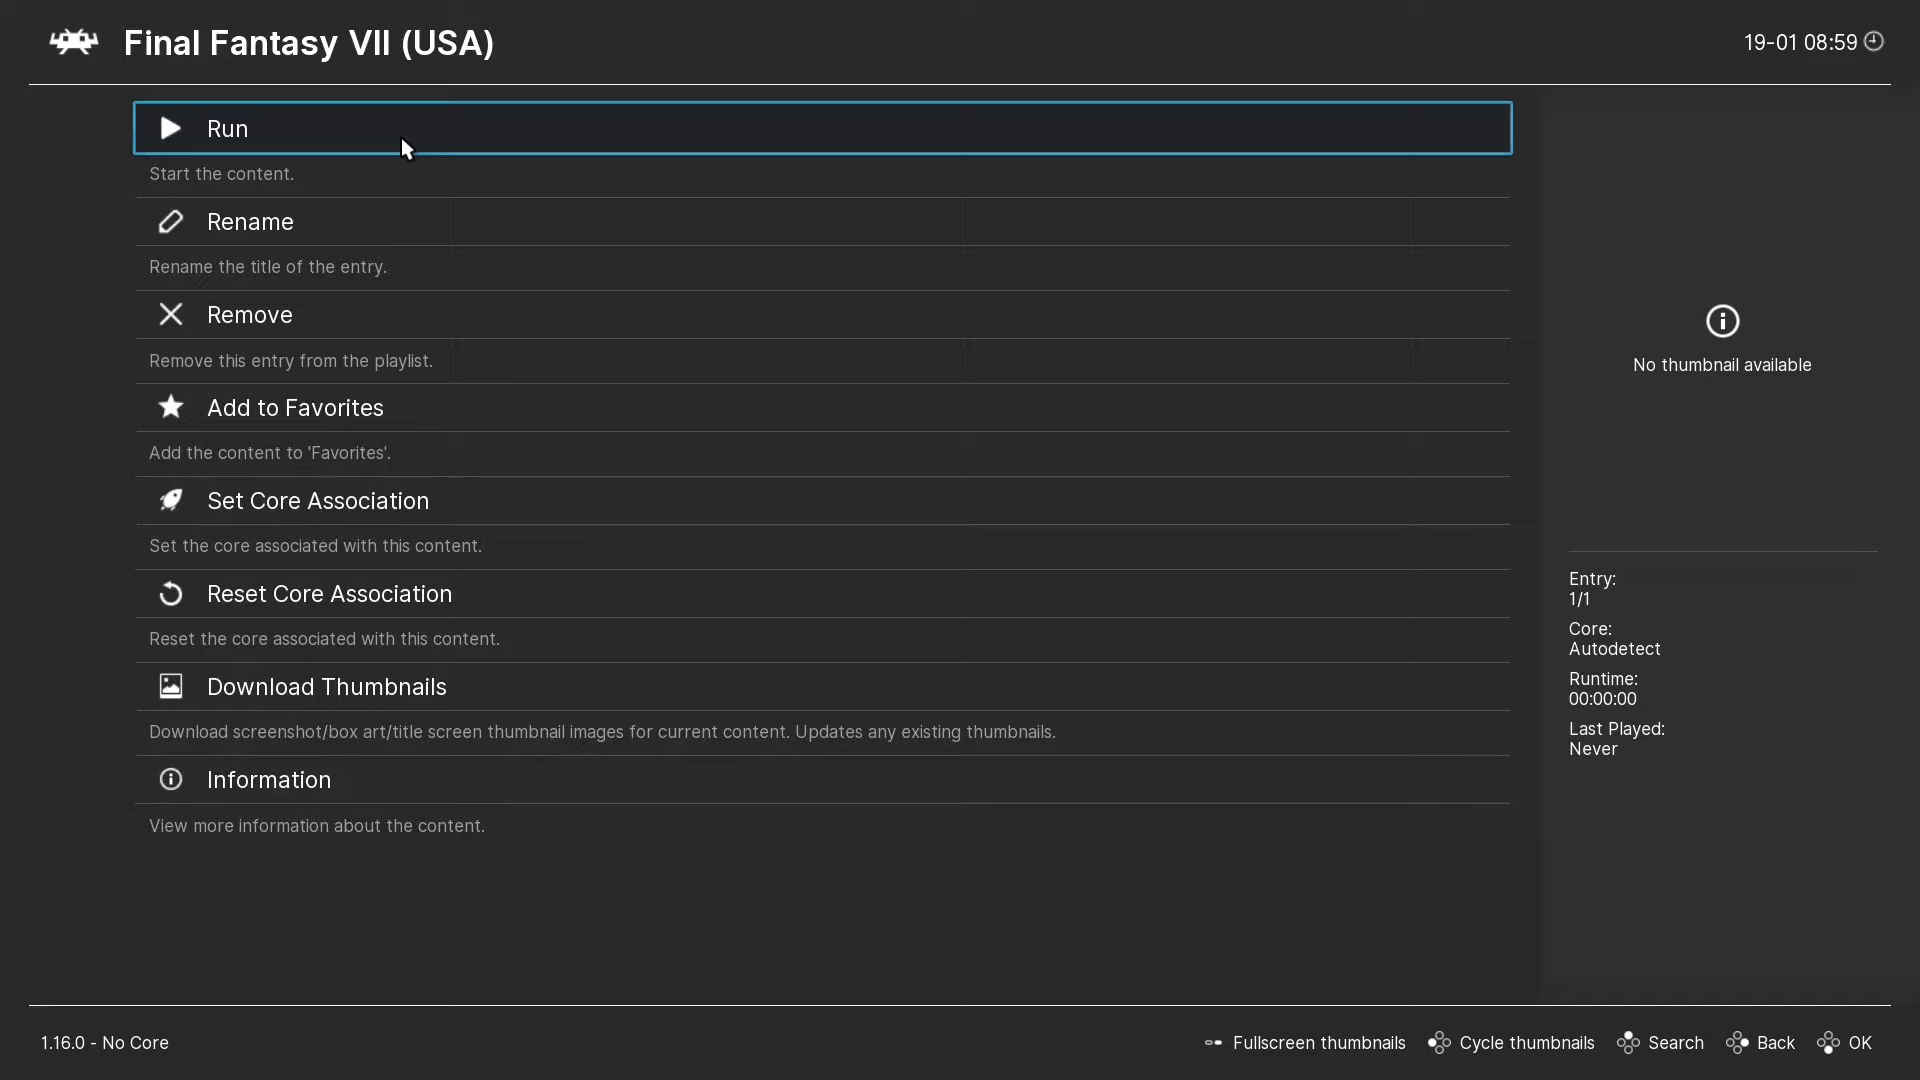 Final Fantasy VII (USA)
19-01 08:59
Run
Start the content.
Rename
Rename the title of the entry.
Remove
Remove this entry from the playlist.
Add to Favorites
Add the content to 'Favorites'.
Set Core Association
Set the core associated with this content.
Reset Core Association
Reset the core associated with this content.
Download Thumbnails
Download screenshot/box art/title screen thumbnail images for current content. Updates any existing thumbnails.
Information
View more information about the content.
No thumbnail available
Entry:
1/1
Core:
Autodetect
Runtime:
00:00:00
Last Played:
Never
1.16.0 - No Core
Fullscreen thumbnails
Cycle thumbnails
Search
Back
OK